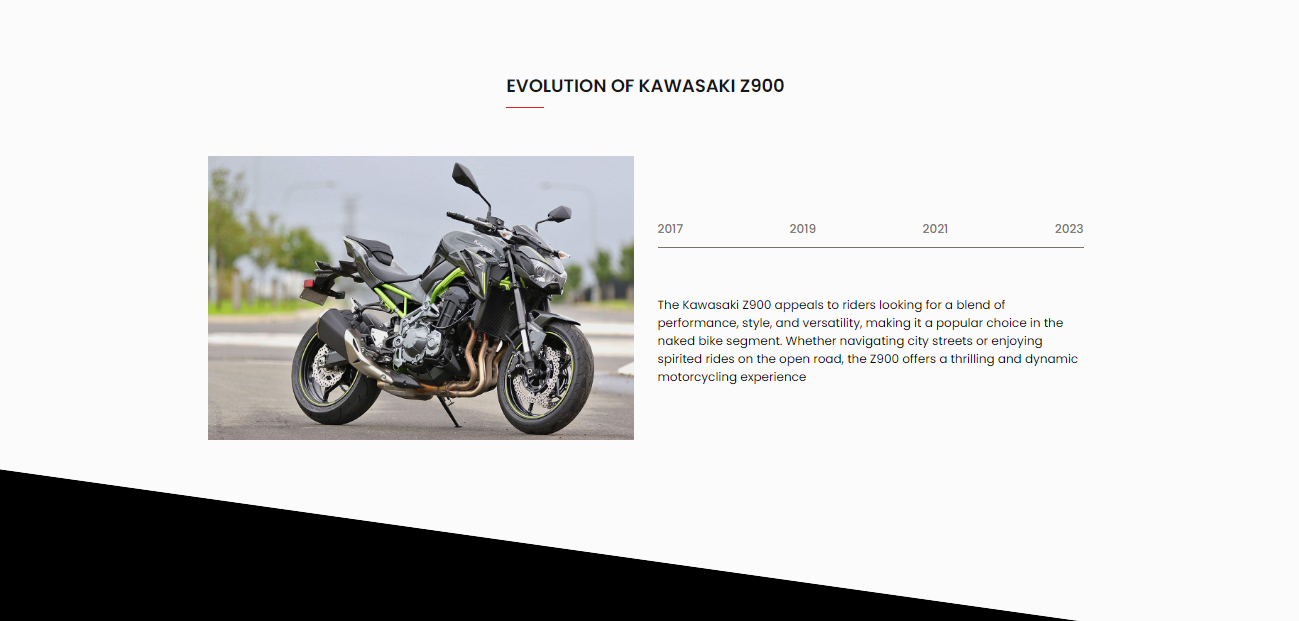 EVOLUTION OF KAWASAKI Z900
2017 2019 2021 2023
The Kawasaki Z900 appeals to riders looking for a blend of
performance, style, and versatility, making it a popular choice in the
naked bike segment. Whether navigating city streets or enjoying
spirited rides on the open road, the Z900 offers a thrilling and dynamic
motorcycling experience